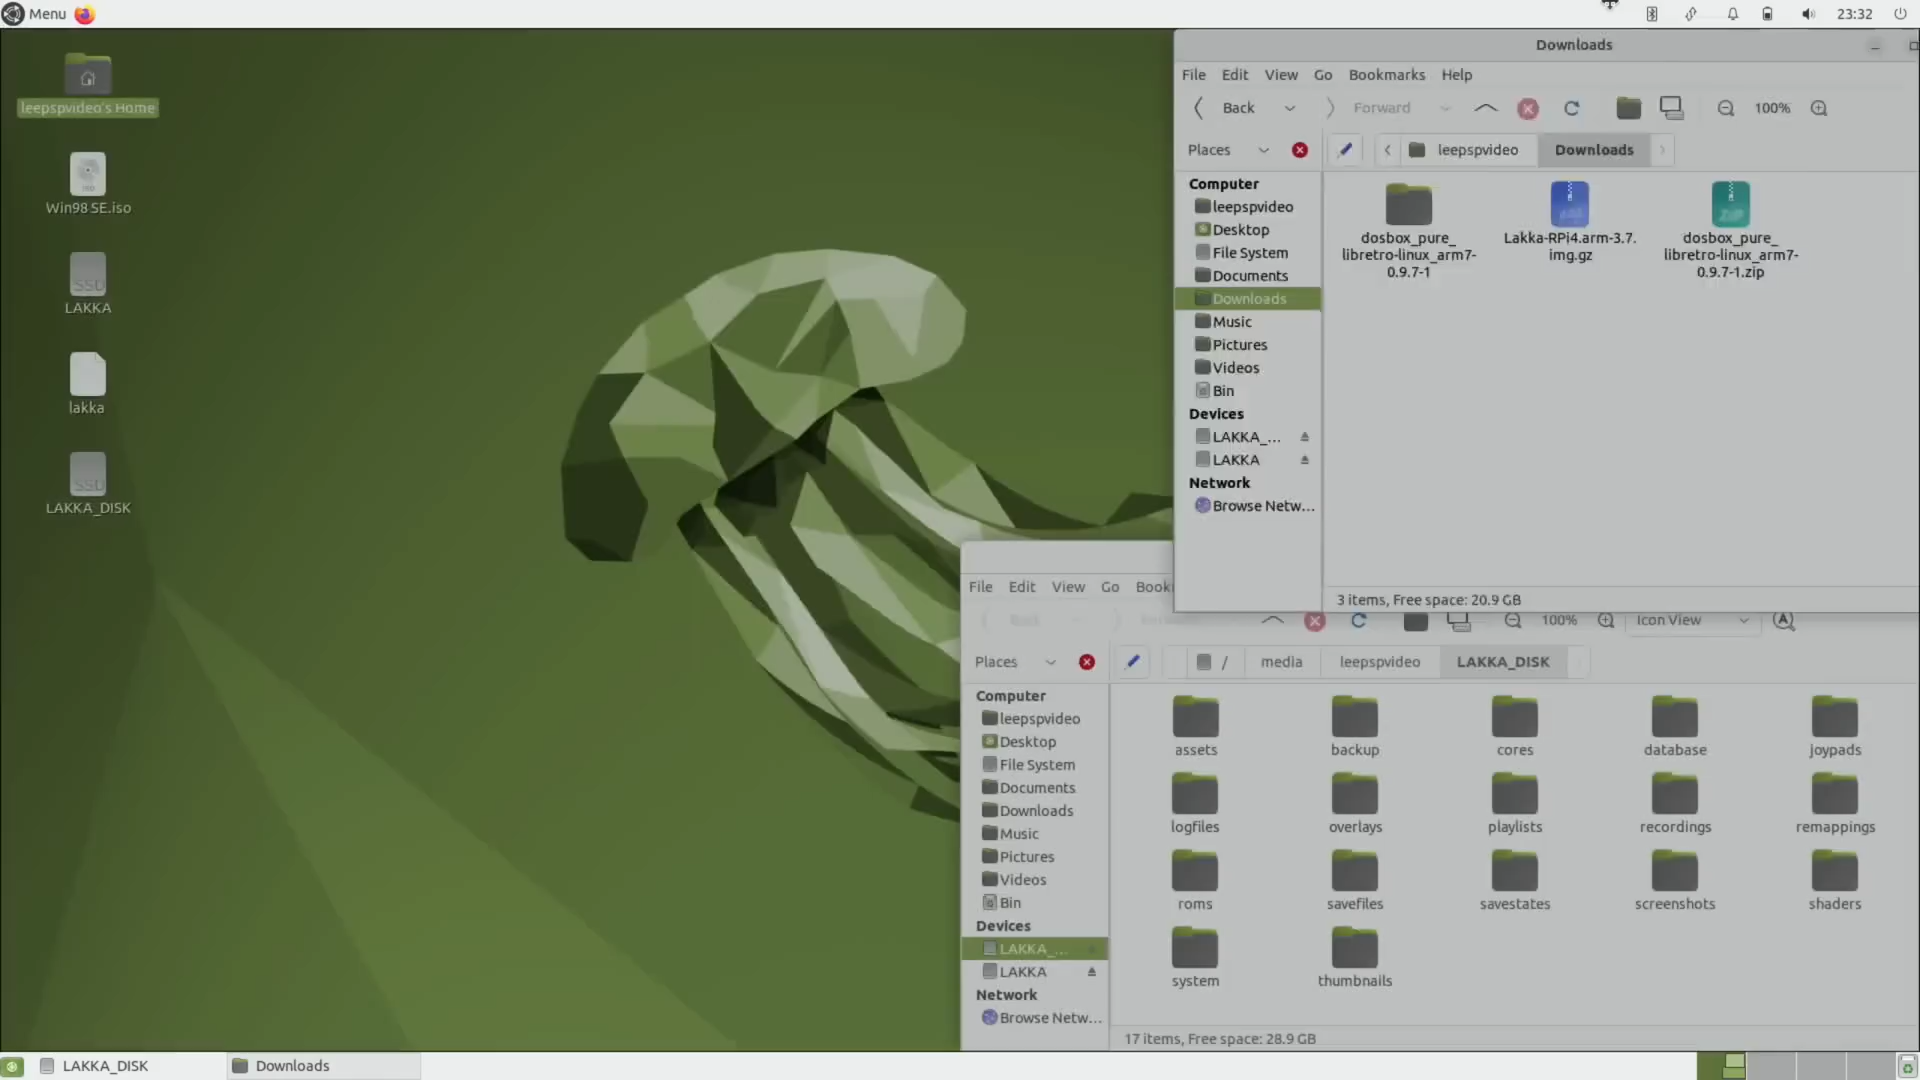 Menu
23:32
leepspvideo's Home
Win98 SE.iso
SSD
LAKKA
lakka
SSD
LAKKA_DISK
Downloads
File Edit View Go Bookmarks Help
Back Forward 100%
Places leepspvideo Downloads
Computer
leepspvideo
Desktop
File System
Documents
Downloads
Music
Pictures
Videos
Bin
Devices
LAKKA_...
LAKKA
Network
Browse Netw...
dosbox_pure_
libretro-linux_arm7-
0.9.7-1
Lakka-RPi4.arm-3.7.
img.gz
ZIP
dosbox_pure_
libretro-linux_arm7-
0.9.7-1.zip
3 items, Free space: 20.9 GB
File Edit View Go Bookm
100% Icon View
Places / media leepspvideo LAKKA_DISK
Computer
leepspvideo
Desktop
File System
Documents
Downloads
Music
Pictures
Videos
Bin
Devices
LAKKA_...
LAKKA
Network
Browse Netw...
assets backup cores database joypads
logfiles overlays playlists recordings remappings
roms savefiles savestates screenshots shaders
system thumbnails
17 items, Free space: 28.9 GB
LAKKA_DISK Downloads